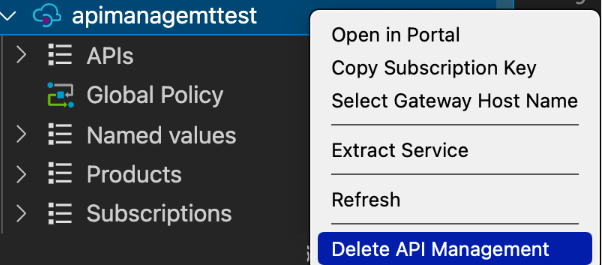 apimanagemttest
APIs
Global Policy
Named values
Products
Subscriptions
Open in Portal
Copy Subscription Key
Select Gateway Host Name
Extract Service
Refresh
Delete API Management